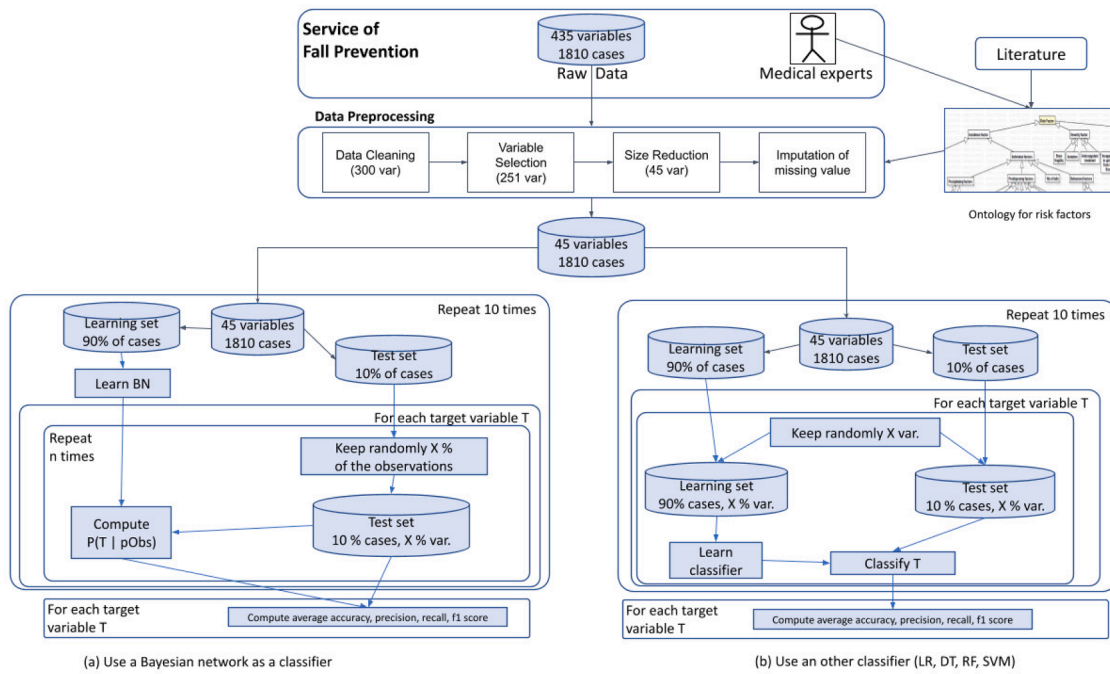 Service of
Fall Prevention
435 variables
1810 cases
Raw Data
Medical experts
Literature
Data Preprocessing
Data Cleaning
(300 var)
Variable
Selection
(251 var)
Size Reduction
(45 var)
Imputation of
missing value
Ontology for risk factors
45 variables
1810 cases
Repeat 10 times
Learning set
90% of cases
45 variables
1810 cases
Test set
10% of cases
Learn BN
For each target variable T
Repeat
n times
Keep randomly X %
of the observations
Compute
P(T | pObs)
Test set
10 % cases, X % var.
For each target
variable T
Compute average accuracy, precision, recall, f1 score
(a) Use a Bayesian network as a classifier
Repeat 10 times
Learning set
90% of cases
45 variables
1810 cases
Test set
10% of cases
For each target variable T
Keep randomly X var.
Learning set
90% cases, X % var.
Test set
10 % cases, X % var.
Learn
classifier
Classify T
For each target
variable T
Compute average accuracy, precision, recall, f1 score
(b) Use an other classifier (LR, DT, RF, SVM)